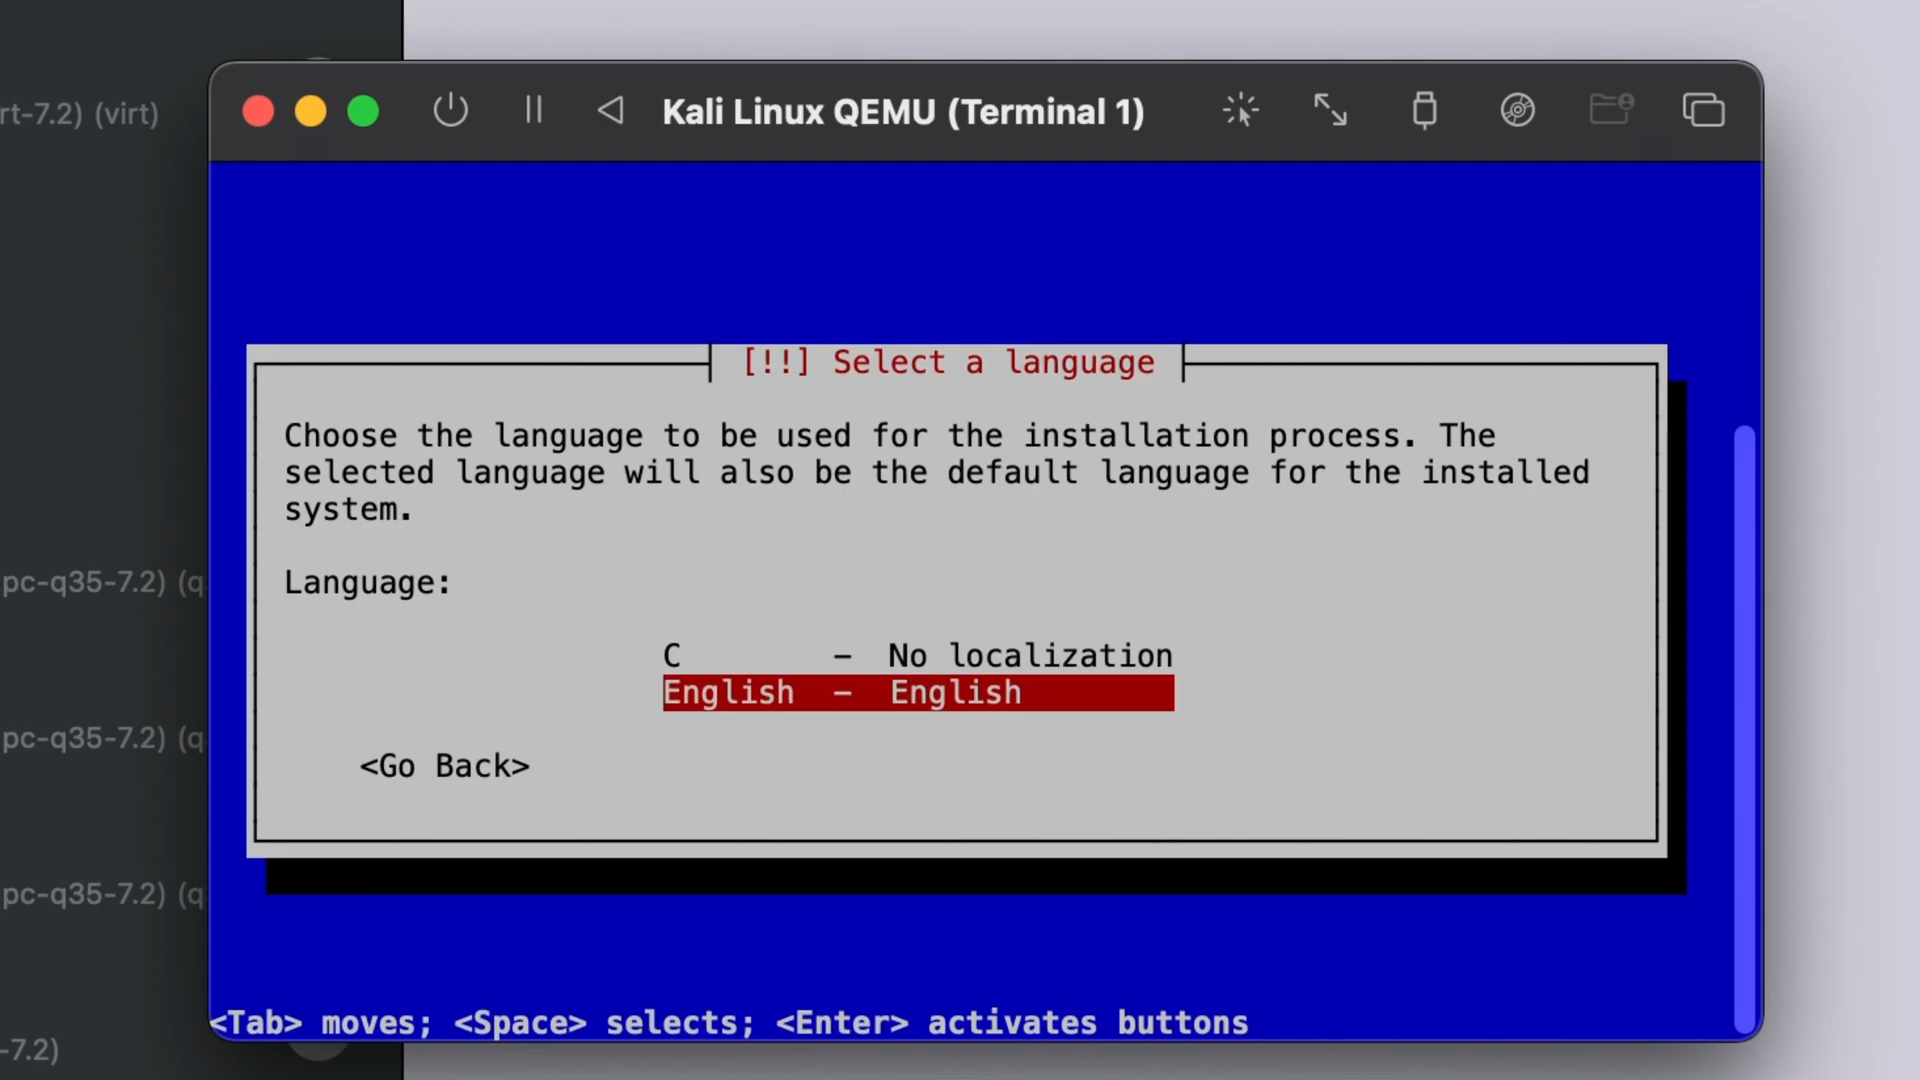 rt-7.2) (virt)
Kali Linux QEMU (Terminal 1)
[!!] Select a language
Choose the language to be used for the installation process. The
selected language will also be the default language for the installed
system.
Language:
C - No localization
English - English
<Go Back>
<Tab> moves; <Space> selects; <Enter> activates buttons
pc-q35-7.2) (q
pc-q35-7.2) (q
pc-q35-7.2) (q
-7.2)